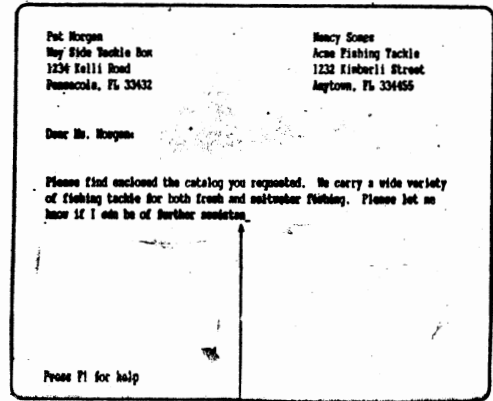 Pat Morgan
Way Side Tackle Box
1234 Kelli Road
Pensacola, FL 33432
Nancy Somes
Acme Fishing Tackle
1232 Kimberli Street
Anytown, FL 334455
Dear Ms. Morgan:
Please find enclosed the catalog you requested. We carry a wide variety
of fishing tackle for both fresh and saltwater fishing. Please let me
know if I can be of further assistan_
Press F1 for help